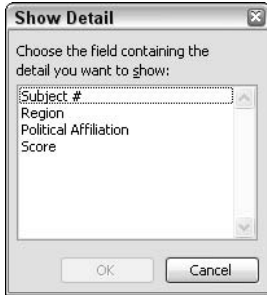 Show Detail
Choose the field containing the
detail you want to show:
Subject #
Region
Political Affiliation
Score
OK
Cancel